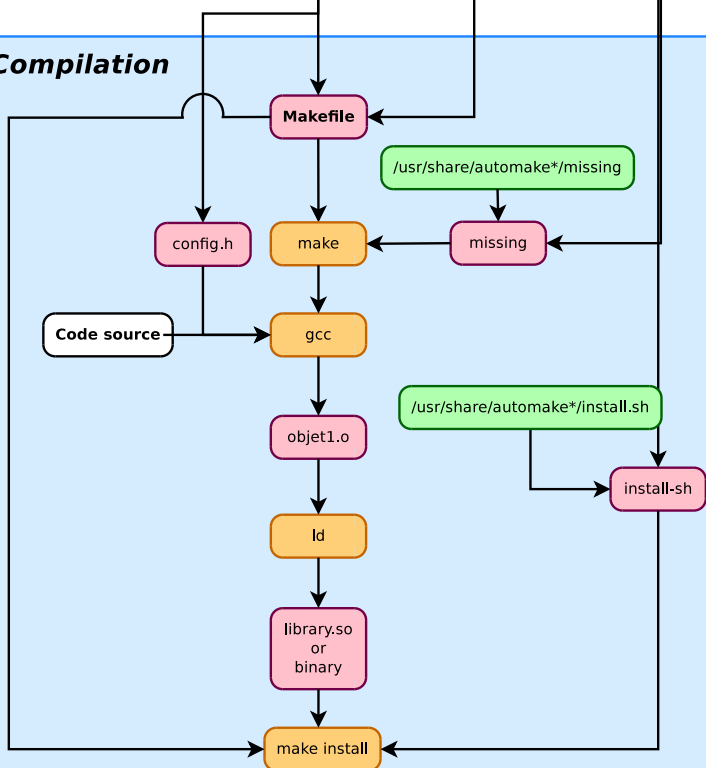 Compilation
Makefile
/usr/share/automake*/missing
config.h
make
missing
Code source
gcc
/usr/share/automake*/install.sh
objet1.o
install-sh
ld
library.so
or
binary
make install